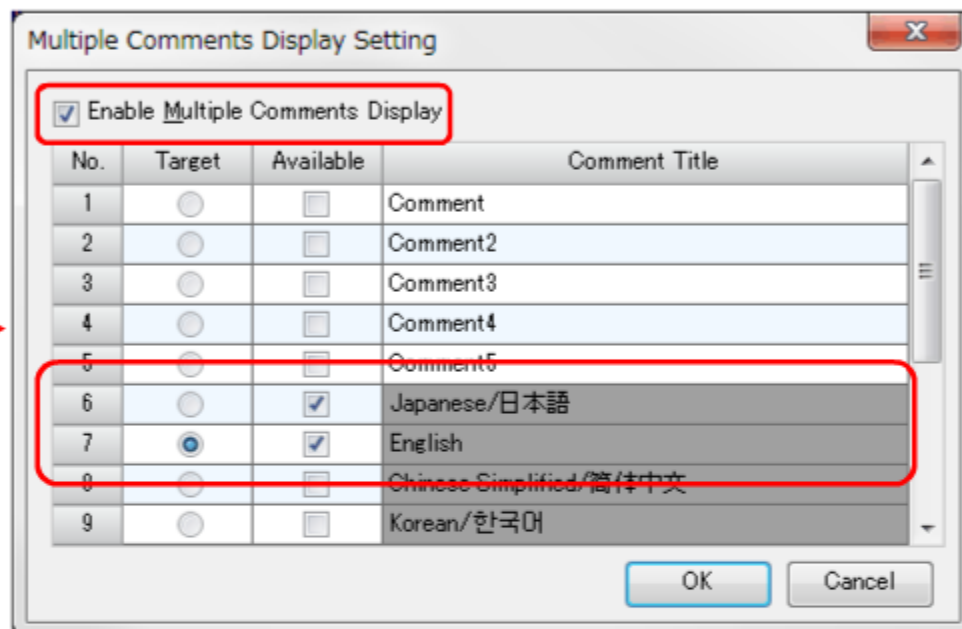 Multiple Comments Display Setting
Enable Multiple Comments Display
No. Target Available Comment Title
1 Comment
2 Comment2
3 Comment3
4 Comment4
5 Comment5
6 Japanese/日本語
7 English
8 Chinese Simplified/简体中文
9 Korean/한국어
OK Cancel